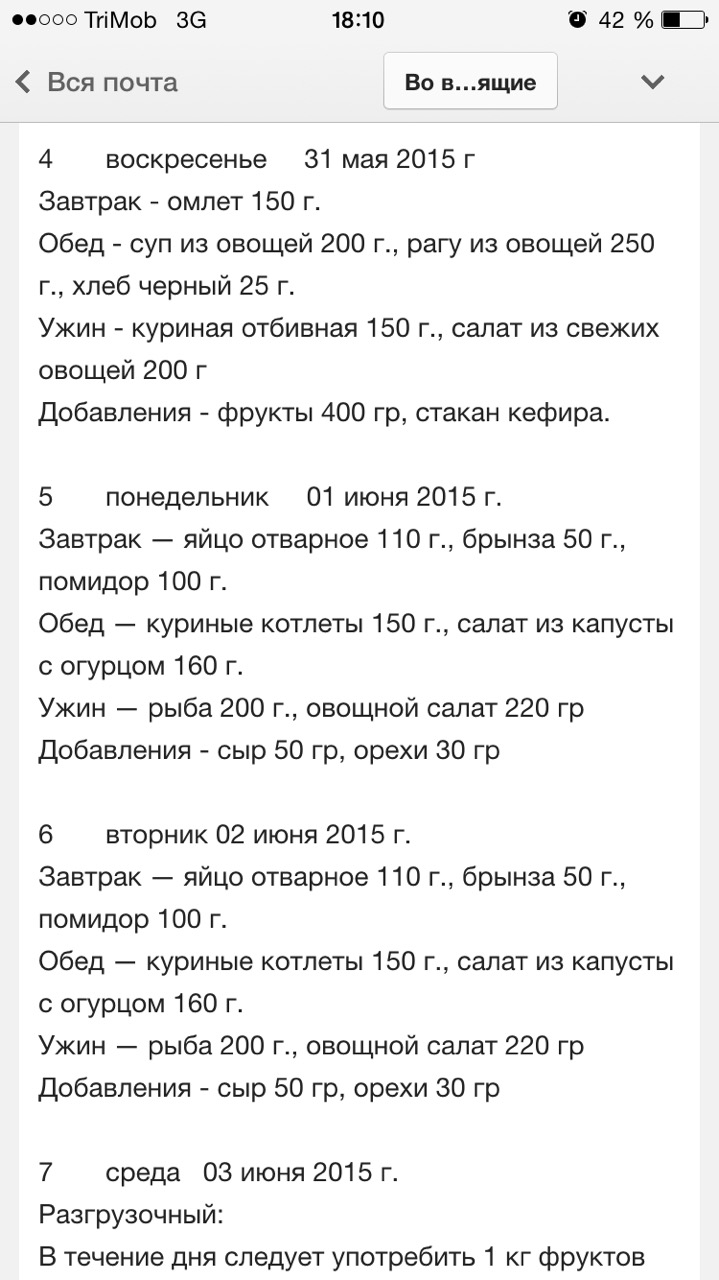 TriMob 3G 18:10 42 %
Вся почта Во в...ящие
4 воскресенье 31 мая 2015 г
Завтрак - омлет 150 г.
Обед - суп из овощей 200 г., рагу из овощей 250
г., хлеб черный 25 г.
Ужин - куриная отбивная 150 г., салат из свежих
овощей 200 г
Добавления - фрукты 400 гр, стакан кефира.
5 понедельник 01 июня 2015 г.
Завтрак — яйцо отварное 110 г., брынза 50 г.,
помидор 100 г.
Обед — куриные котлеты 150 г., салат из капусты
с огурцом 160 г.
Ужин — рыба 200 г., овощной салат 220 гр
Добавления - сыр 50 гр, орехи 30 гр
6 вторник 02 июня 2015 г.
Завтрак — яйцо отварное 110 г., брынза 50 г.,
помидор 100 г.
Обед — куриные котлеты 150 г., салат из капусты
с огурцом 160 г.
Ужин — рыба 200 г., овощной салат 220 гр
Добавления - сыр 50 гр, орехи 30 гр
7 среда 03 июня 2015 г.
Разгрузочный:
В течение дня следует употребить 1 кг фруктов